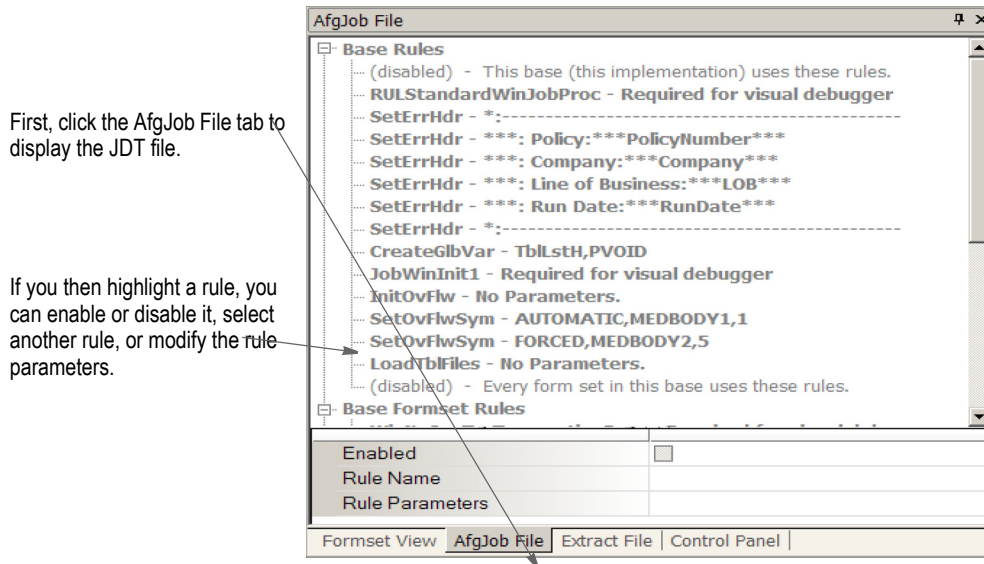 AfgJob File
Base Rules
(disabled) - This base (this implementation) uses these rules.
RULStandardWinJobProc - Required for visual debugger
SetErrHdr - *:--------------------------------------------
SetErrHdr - ***: Policy:***PolicyNumber***
SetErrHdr - ***: Company:***Company***
SetErrHdr - ***: Line of Business:***LOB***
SetErrHdr - ***: Run Date:***RunDate***
SetErrHdr - *:--------------------------------------------
CreateGlbVar - TblLstH,PVOID
JobWinInit1 - Required for visual debugger
InitOvFlw - No Parameters.
SetOvFlwSym - AUTOMATIC,MEDBODY1,1
SetOvFlwSym - FORCED,MEDBODY2,5
LoadTblFiles - No Parameters.
(disabled) - Every form set in this base uses these rules.
Base Formset Rules
Enabled
Rule Name
Rule Parameters
Formset View AfgJob File Extract File Control Panel
First, click the AfgJob File tab to
display the JDT file.
If you then highlight a rule, you
can enable or disable it, select
another rule, or modify the rule
parameters.